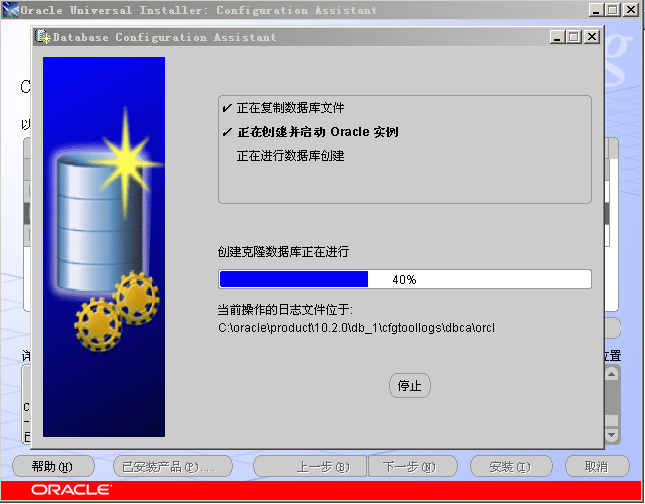 Oracle Universal Installer: Configuration Assistant
Database Configuration Assistant
正在复制数据库文件
正在创建并启动 Oracle 实例
正在进行数据库创建
创建克隆数据库正在进行
40%
当前操作的日志文件位于:
C:\oracle\product\10.2.0\db_1\cfgtoollogs\dbca\orcl
停止
C
以
详
位置
帮助(H) 已安装产品(P)... 上一步(B) 下一步(N) 安装(I) 取消
ORACLE